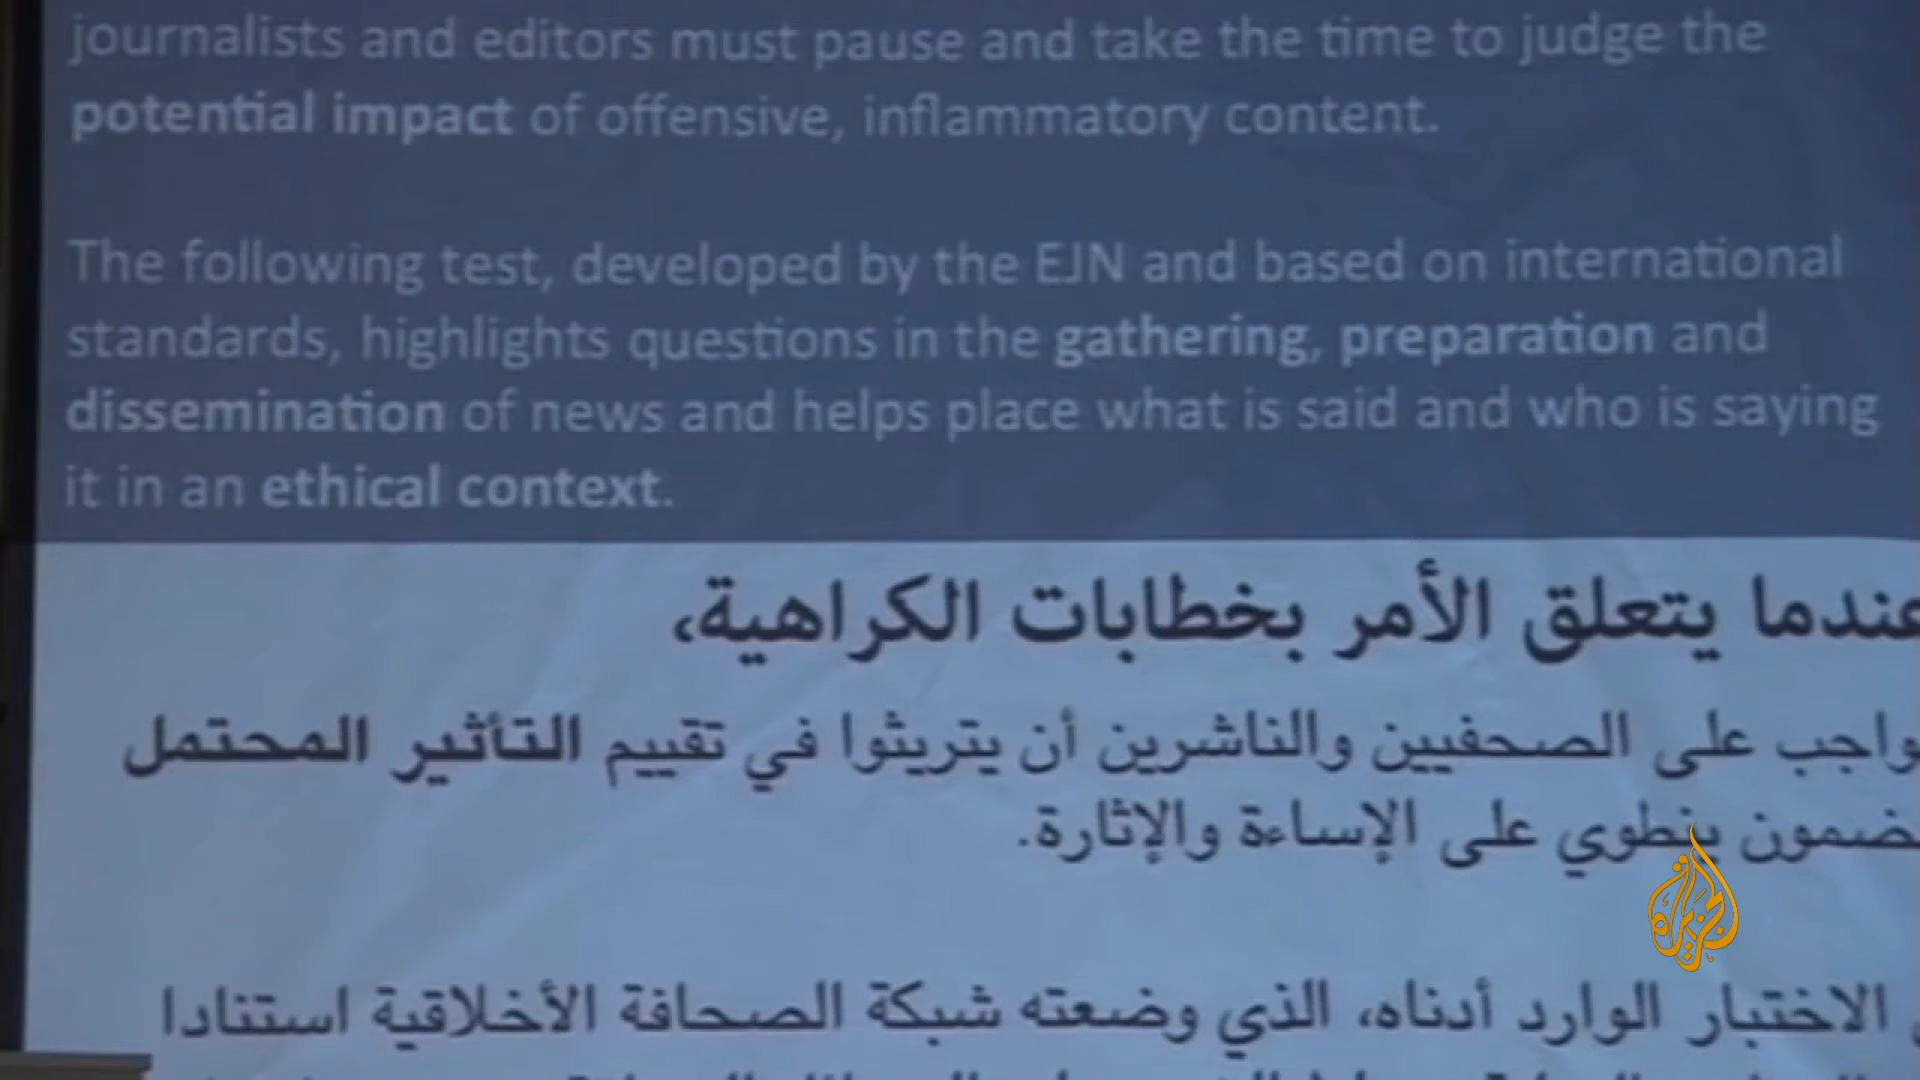 journalists and editors must pause and take the time to judge the
potential impact of offensive, inflammatory content.
The following test, developed by the EJN and based on international
standards, highlights questions in the gathering, preparation and
dissemination of news and helps place what is said and who is saying
it in an ethical context.
عندما يتعلق الأمر بخطابات الكراهية،
على الصحفيين والناشرين أن يتريثوا في تقييم التأثير المحتمل
ينطوي على الإساءة والإثارة.
الجزيرة
الاختبار الوارد أدناه، الذي وضعته شبكة الصحافة الأخلاقية استنادا